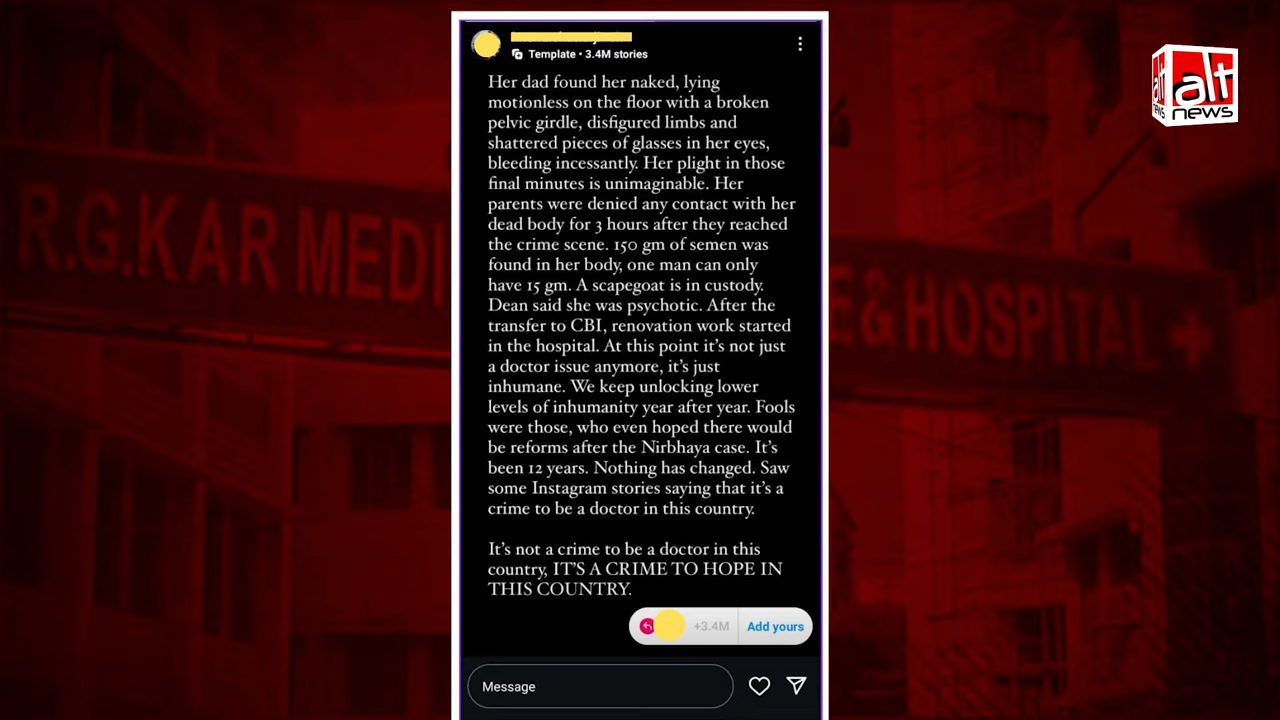 Template • 3.4M stories
Her dad found her naked, lying
motionless on the floor with a broken
pelvic girdle, disfigured limbs and
shattered pieces of glasses in her eyes,
bleeding incessantly. Her plight in those
final minutes is unimaginable. Her
parents were denied any contact with her
dead body for 3 hours after they reached
the crime scene. 150 gm of semen was
found in her body, one man can only
have 15 gm. A scapegoat is in custody.
Dean said she was psychotic. After the
transfer to CBI, renovation work started
in the hospital. At this point it's not just
a doctor issue anymore, it's just
inhumane. We keep unlocking lower
levels of inhumanity year after year. Fools
were those, who even hoped there would
be reforms after the Nirbhaya case. It's
been 12 years. Nothing has changed. Saw
some Instagram stories saying that it's a
crime to be a doctor in this country.
It's not a crime to be a doctor in this
country, IT'S A CRIME TO HOPE IN
THIS COUNTRY.
+3.4M Add yours
Message
R.G.KAR MEDI
E & HOSPITAL +
alt
news
alt
news